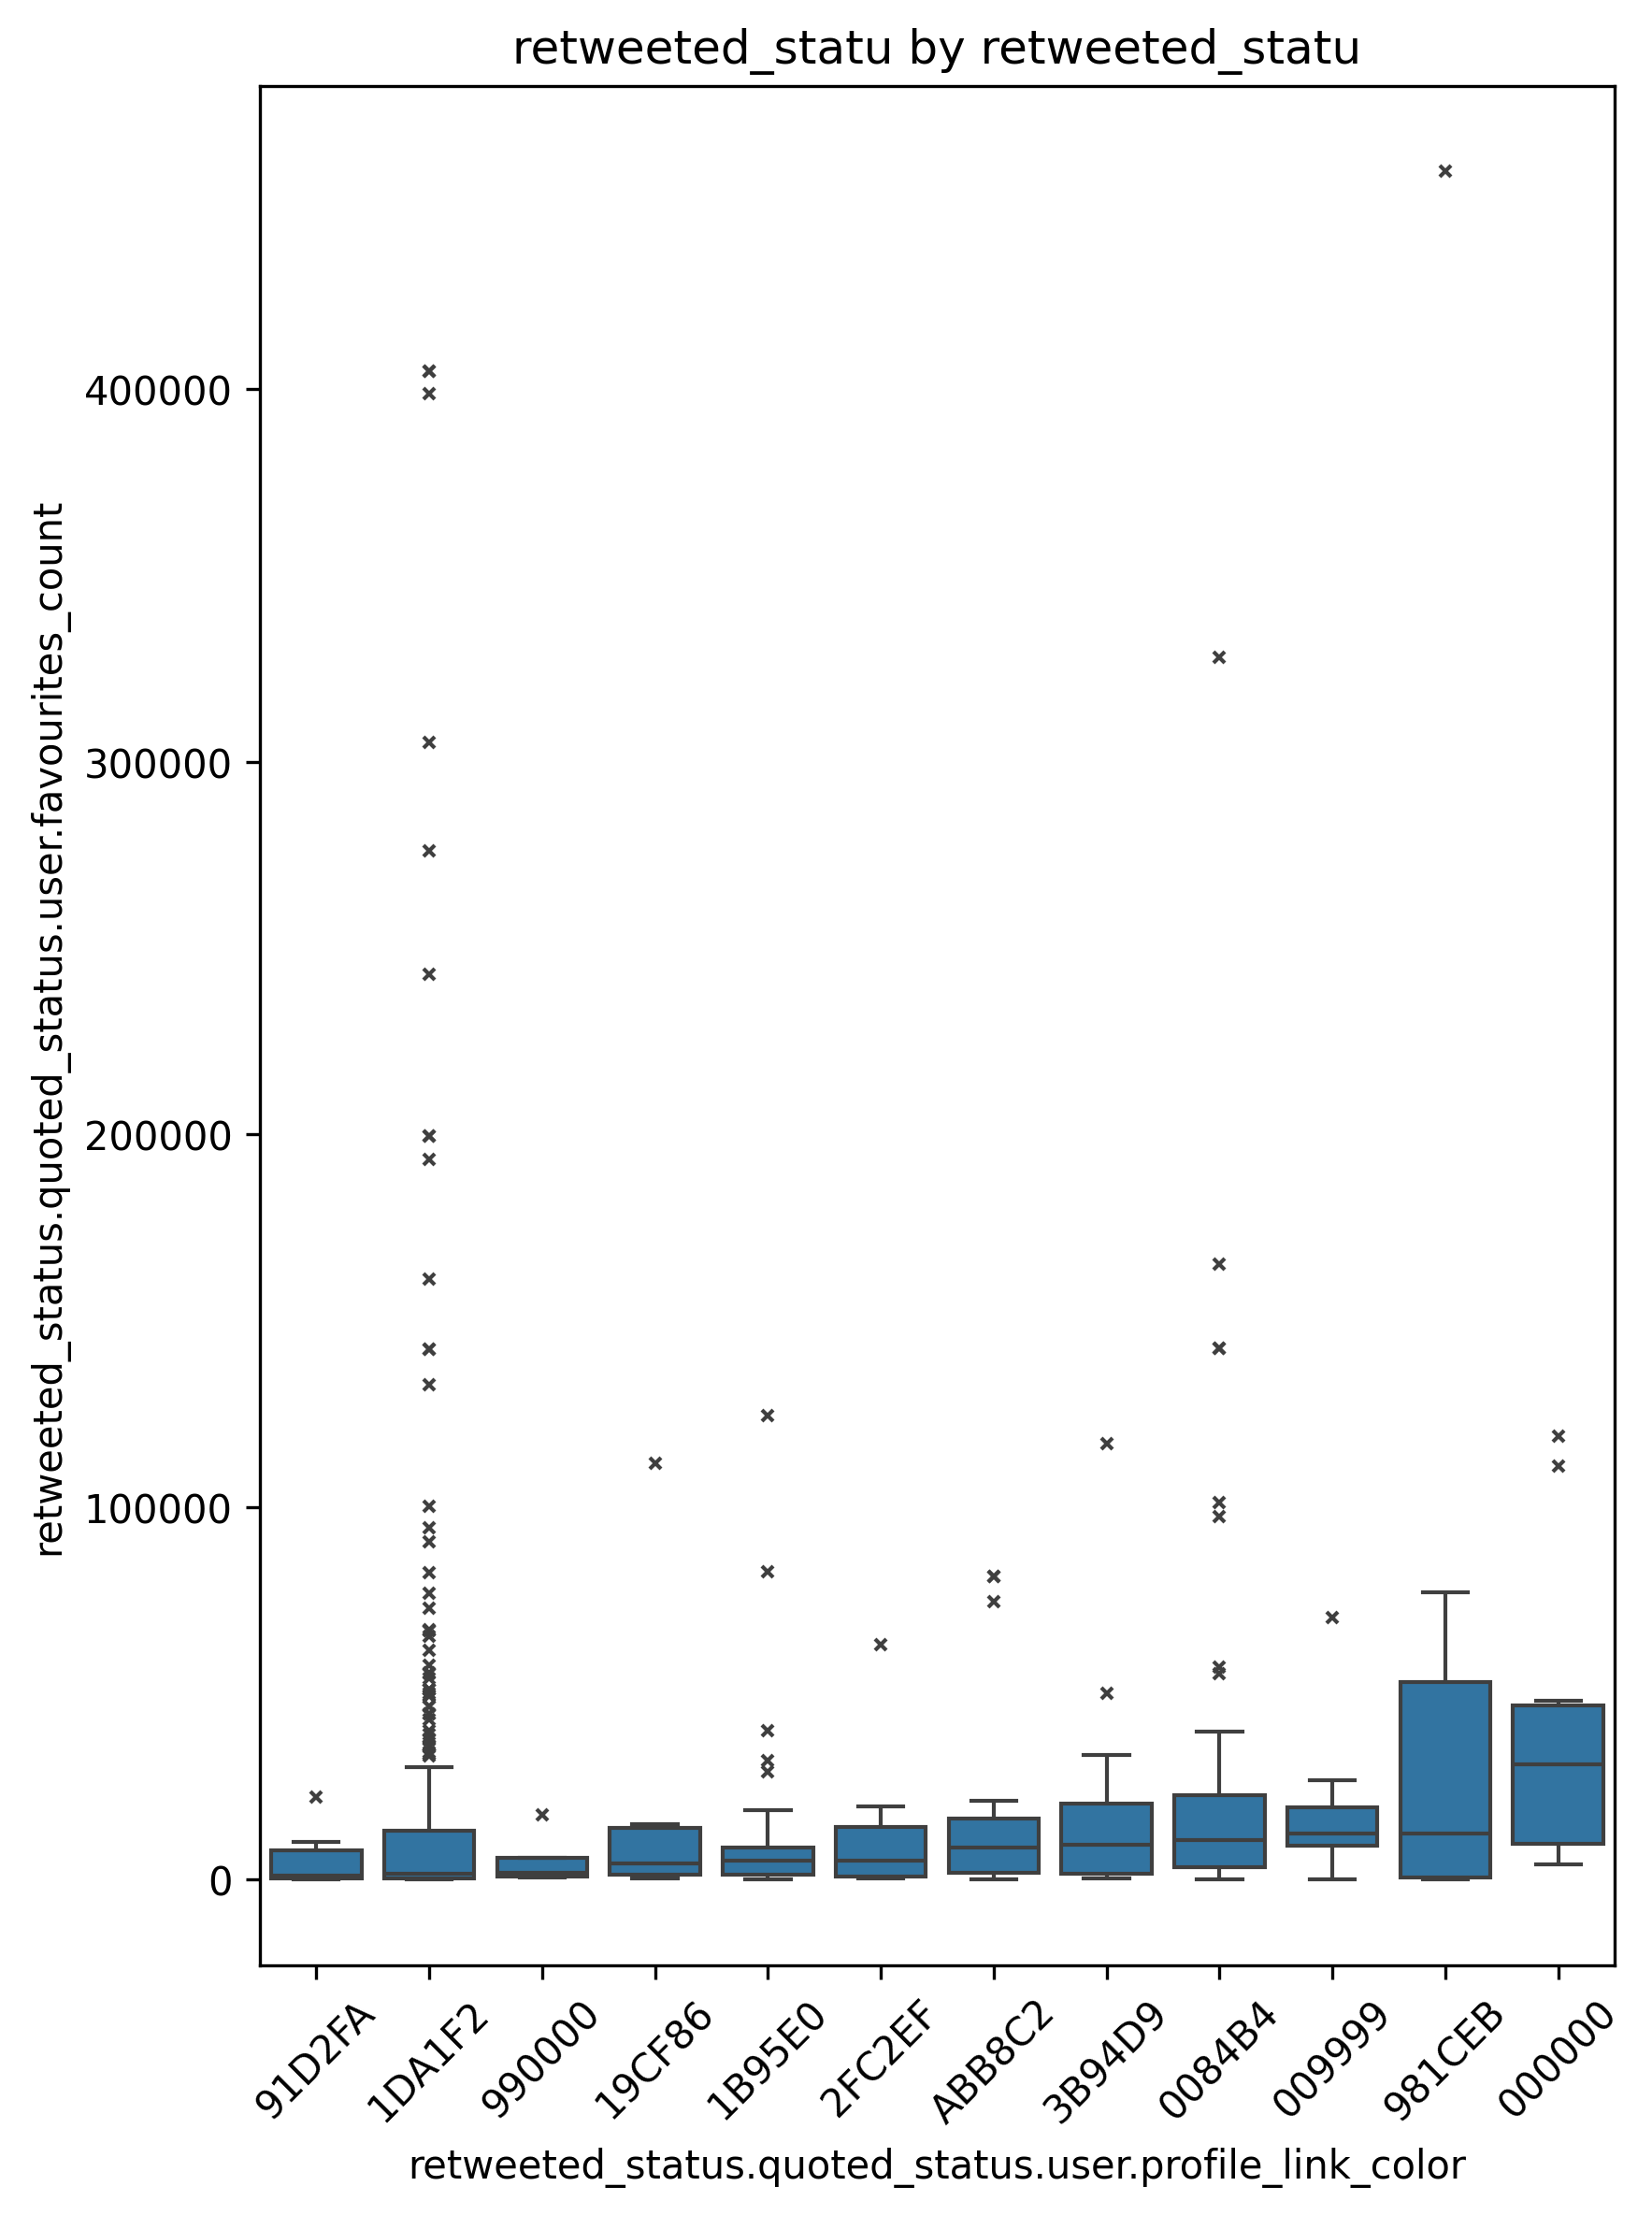 retweeted_statu by retweeted_statu
retweeted_status.quoted_status.user.favourites_count
400000
300000
200000
100000
0
91D2FA
1DA1F2
990000
19CF86
1B95E0
2FC2EF
ABB8C2
3B94D9
0084B4
009999
981CEB
000000
retweeted_status.quoted_status.user.profile_link_color